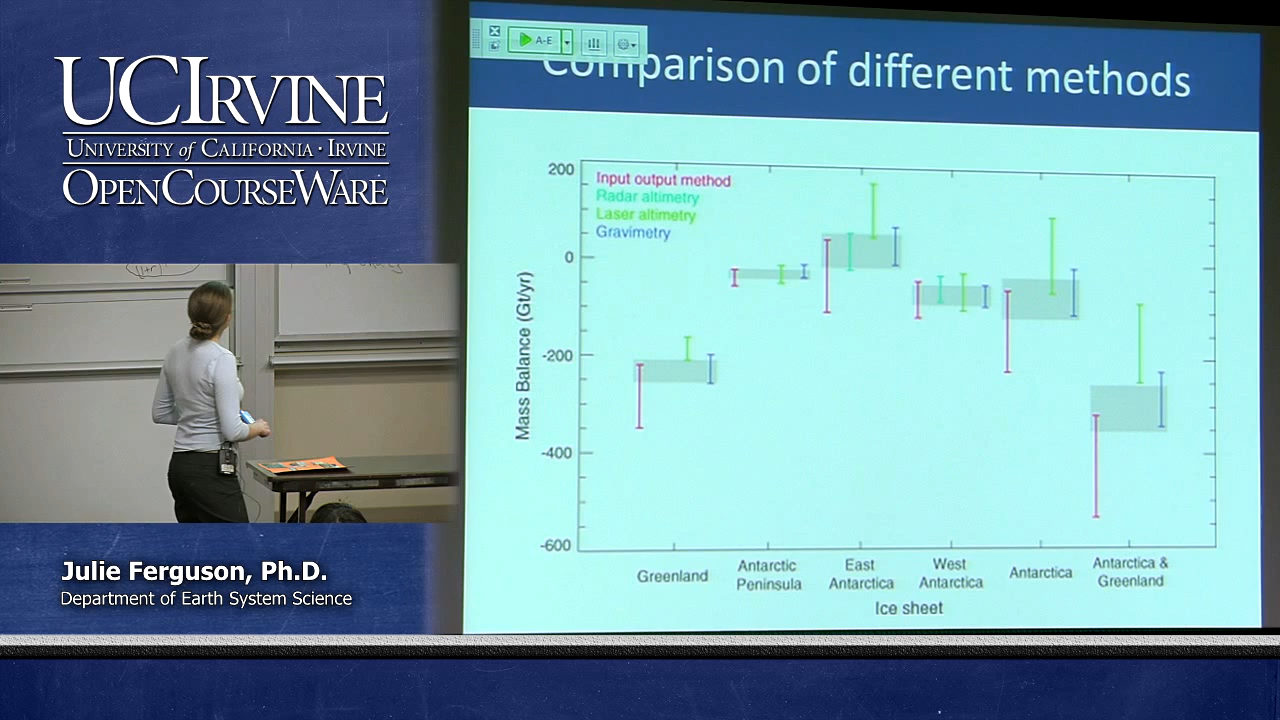 UCIRVINE
UNIVERSITY of CALIFORNIA · IRVINE
OPENCOURSEWARE
Julie Ferguson, Ph.D.
Department of Earth System Science
A-E
Comparison of different methods
Input output method
Radar altimetry
Laser altimetry
Gravimetry
Mass Balance (Gt/yr)
200
0
-200
-400
-600
Greenland
Antarctic
Peninsula
East
Antarctica
West
Antarctica
Antarctica
Antarctica &
Greenland
Ice sheet